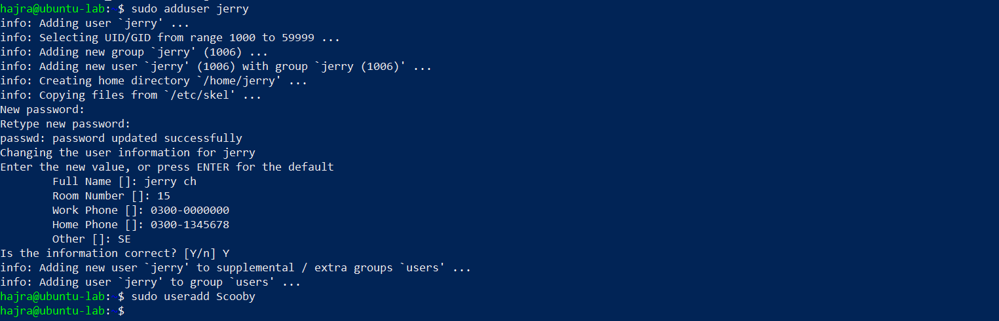 hajra@ubuntu-lab:~$ sudo adduser jerry
info: Adding user `jerry' ...
info: Selecting UID/GID from range 1000 to 59999 ...
info: Adding new group `jerry' (1006) ...
info: Adding new user `jerry' (1006) with group `jerry (1006)' ...
info: Creating home directory `/home/jerry' ...
info: Copying files from `/etc/skel' ...
New password:
Retype new password:
passwd: password updated successfully
Changing the user information for jerry
Enter the new value, or press ENTER for the default
        Full Name []: jerry ch
        Room Number []: 15
        Work Phone []: 0300-0000000
        Home Phone []: 0300-1345678
        Other []: SE
Is the information correct? [Y/n] Y
info: Adding new user `jerry' to supplemental / extra groups `users' ...
info: Adding user `jerry' to group `users' ...
hajra@ubuntu-lab:~$ sudo useradd Scooby
hajra@ubuntu-lab:~$